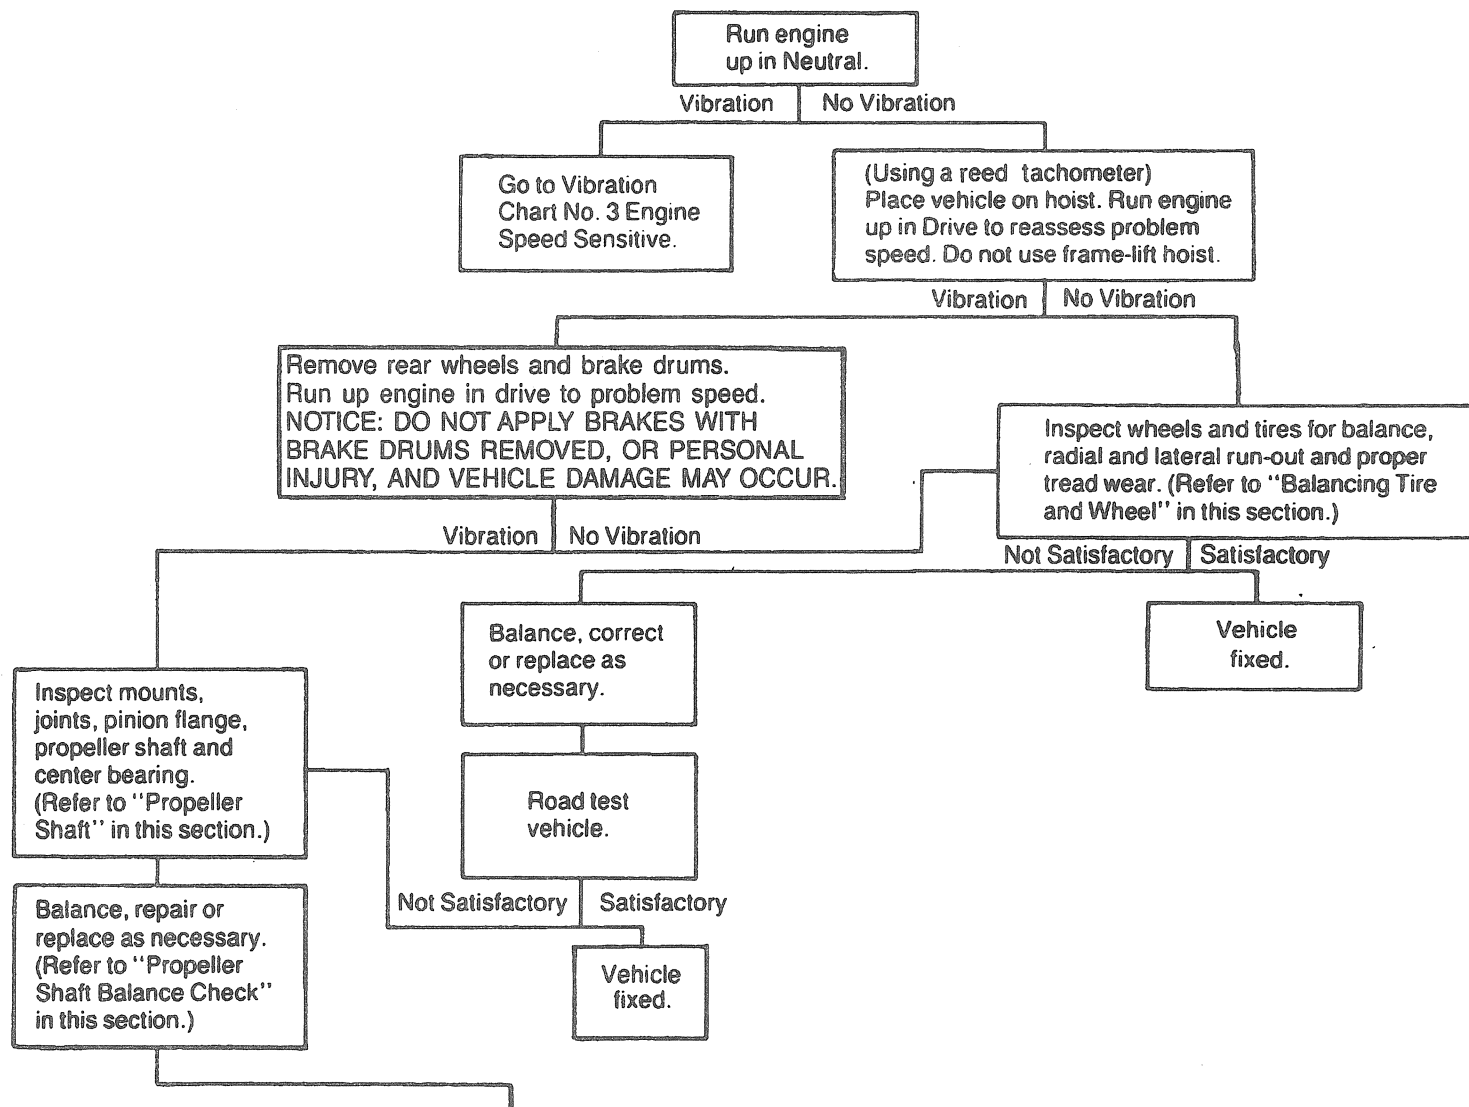 Run engine
up in Neutral.
Vibration
No Vibration
Go to Vibration
Chart No. 3 Engine
Speed Sensitive.
(Using a reed tachometer)
Place vehicle on hoist. Run engine
up in Drive to reassess problem
speed. Do not use frame-lift hoist.
Vibration
No Vibration
Remove rear wheels and brake drums.
Run up engine in drive to problem speed.
NOTICE: DO NOT APPLY BRAKES WITH
BRAKE DRUMS REMOVED, OR PERSONAL
INJURY, AND VEHICLE DAMAGE MAY OCCUR.
Inspect wheels and tires for balance,
radial and lateral run-out and proper
tread wear. (Refer to "Balancing Tire
and Wheel" in this section.)
Vibration
No Vibration
Not Satisfactory
Satisfactory
Balance, correct
or replace as
necessary.
Vehicle
fixed.
Inspect mounts,
joints, pinion flange,
propeller shaft and
center bearing.
(Refer to "Propeller
Shaft" in this section.)
Road test
vehicle.
Not Satisfactory
Satisfactory
Balance, repair or
replace as necessary.
(Refer to "Propeller
Shaft Balance Check"
in this section.)
Vehicle
fixed.